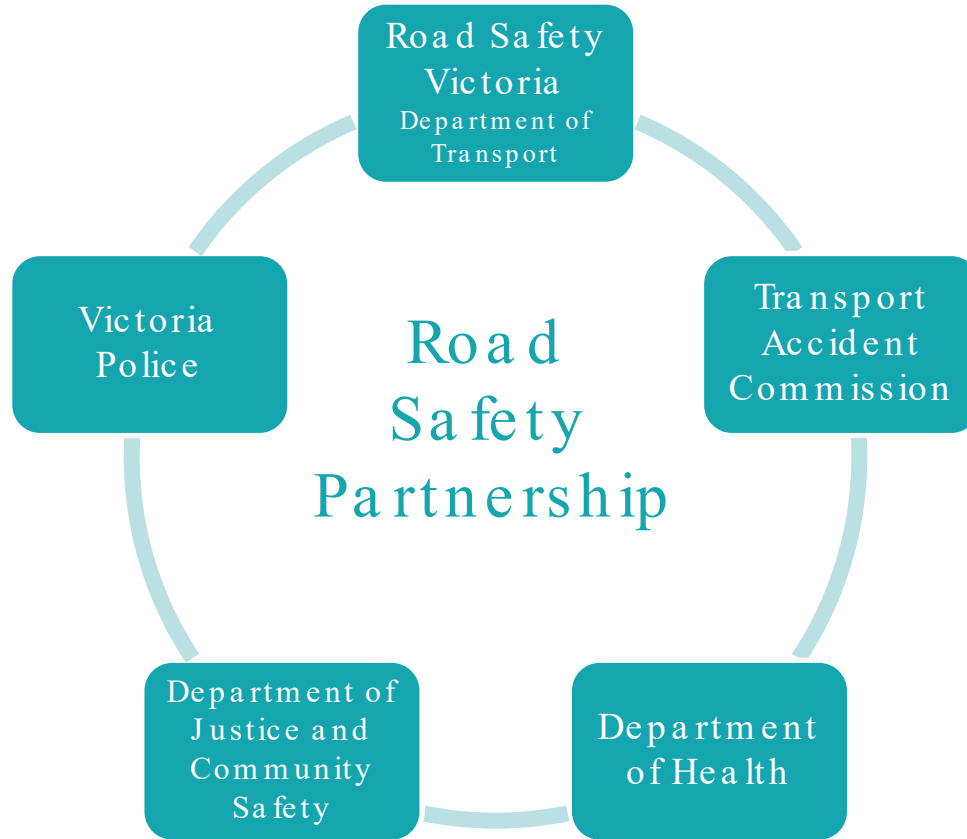 Road Safety
Victoria
Department of
Transport
Victoria
Police
Transport
Accident
Commission
Road
Safety
Partnership
Department of
Justice and
Community
Safety
Department
of Health